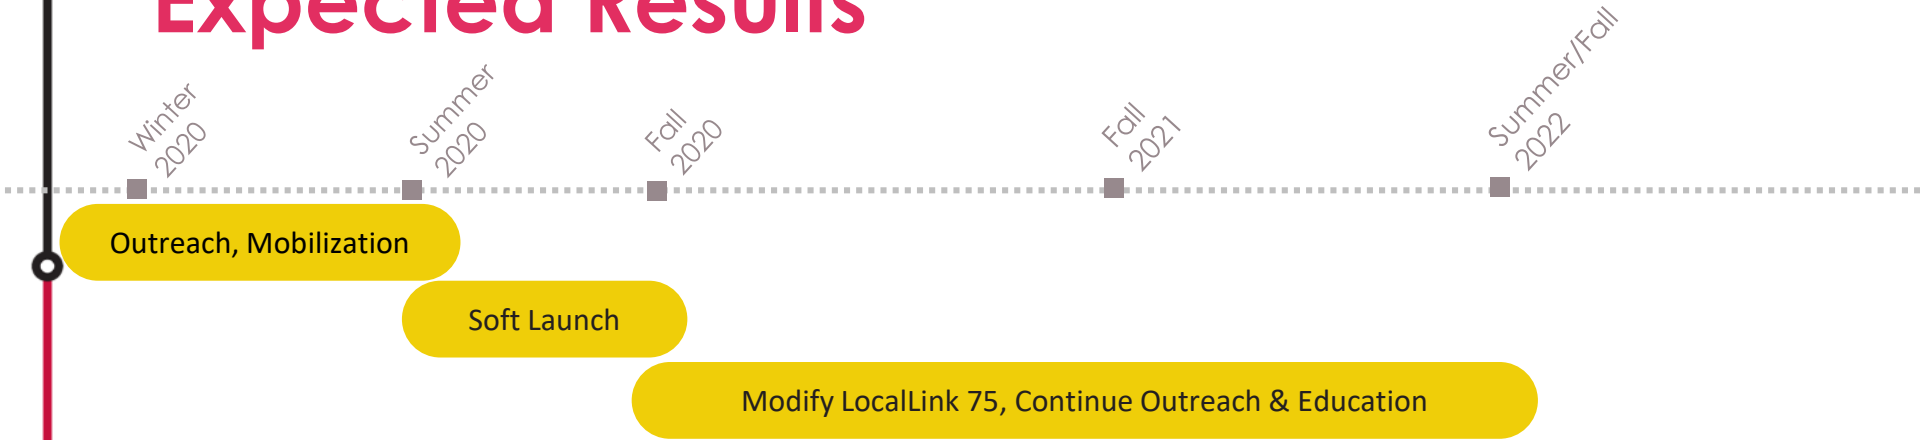 Expected Results
Winter
2020
Summer
2020
Fall
2020
Fall
2021
Summer/Fall
2022
Outreach, Mobilization
Soft Launch
Modify LocalLink 75, Continue Outreach & Education